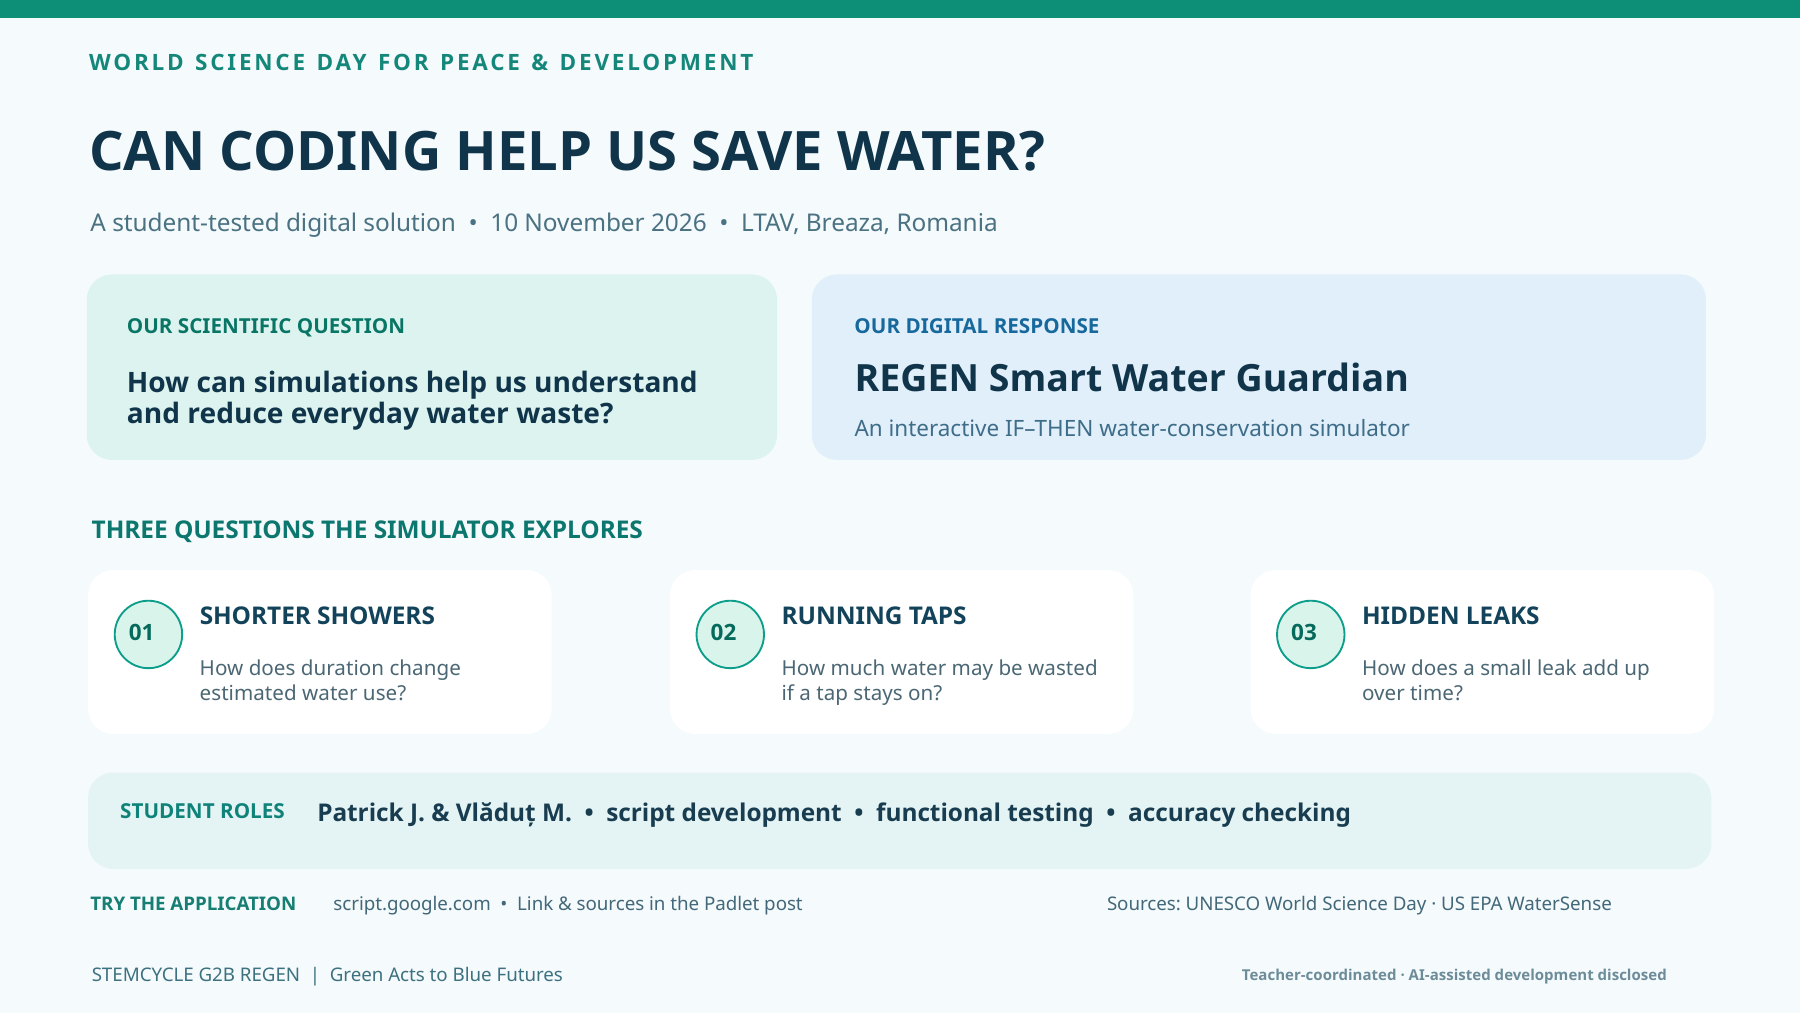 WORLD SCIENCE DAY FOR PEACE & DEVELOPMENT
CAN CODING HELP US SAVE WATER?
A student-tested digital solution • 10 November 2026 • LTAV, Breaza, Romania
OUR SCIENTIFIC QUESTION
How can simulations help us understand
and reduce everyday water waste?
OUR DIGITAL RESPONSE
REGEN Smart Water Guardian
An interactive IF–THEN water-conservation simulator
THREE QUESTIONS THE SIMULATOR EXPLORES
01
SHORTER SHOWERS
How does duration change
estimated water use?
02
RUNNING TAPS
How much water may be wasted
if a tap stays on?
03
HIDDEN LEAKS
How does a small leak add up
over time?
STUDENT ROLES Patrick J. & Vlăduț M. • script development • functional testing • accuracy checking
TRY THE APPLICATION script.google.com • Link & sources in the Padlet post
Sources: UNESCO World Science Day · US EPA WaterSense
STEMCYCLE G2B REGEN | Green Acts to Blue Futures
Teacher-coordinated · AI-assisted development disclosed